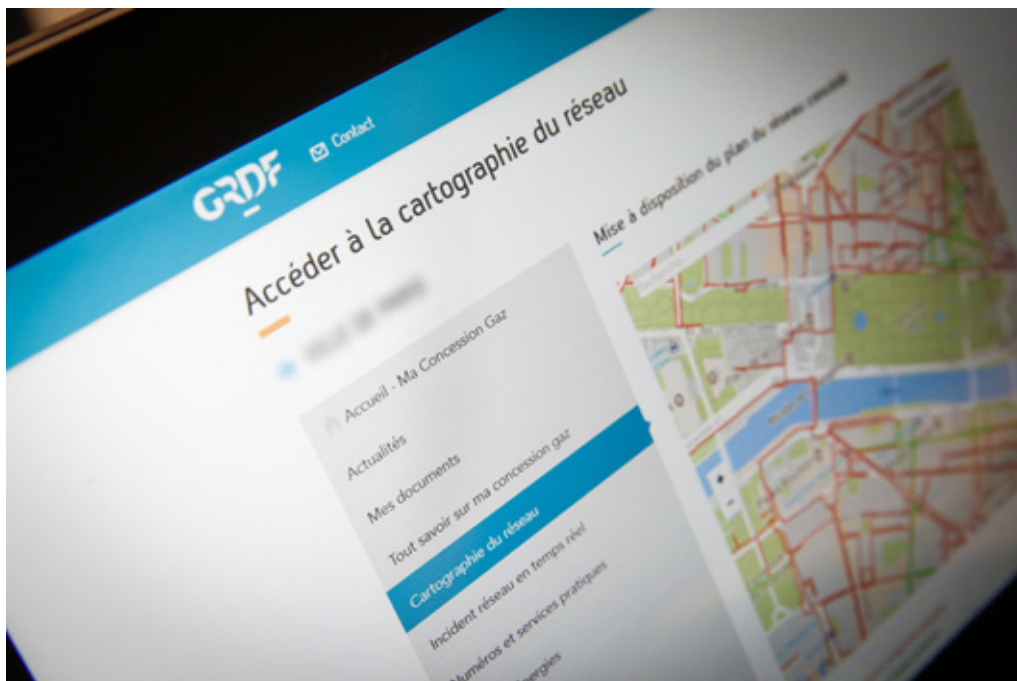 GRDF
Contact
Accéder à la cartographie du réseau
Mise à disposition du plan du réseau concédé
Accueil - Ma Concession Gaz
Actualités
Mes documents
Tout savoir sur ma concession gaz
Cartographie du réseau
Incident réseau en temps réel
Numéros et services pratiques